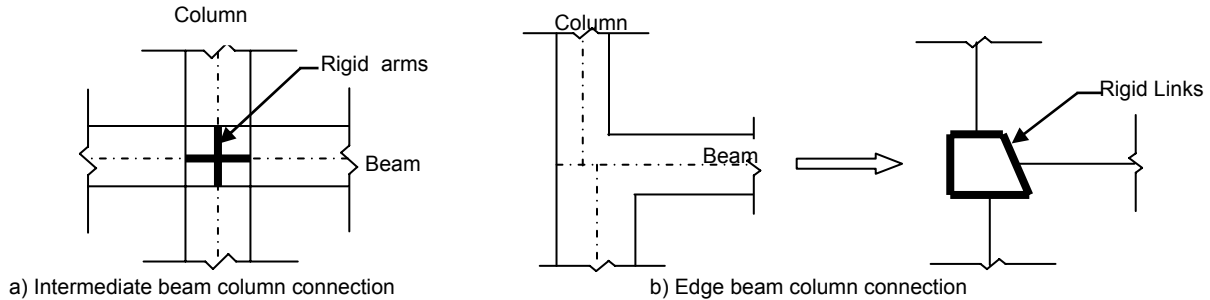 Column
Rigid arms
Beam
a) Intermediate beam column connection
Column
Beam
Rigid Links
b) Edge beam column connection